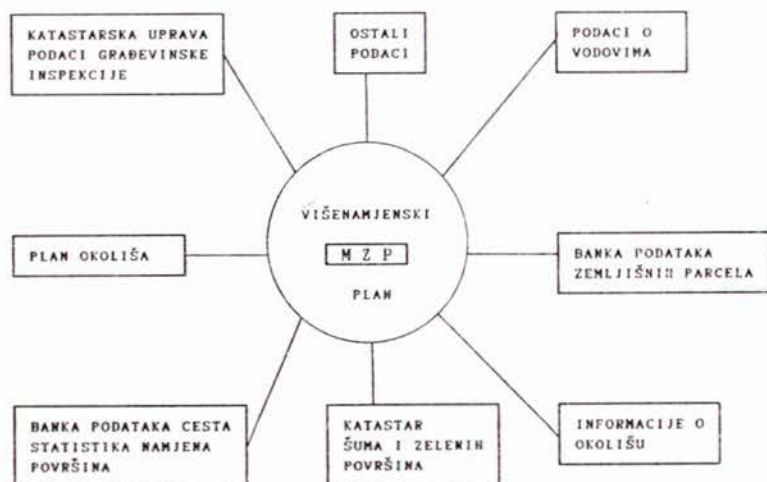 KATASTARSKA UPRAVA
PODACI GRAĐEVINSKE
INSPEKCIJE
OSTALI
PODACI
PODACI O
VODOVIMA
VIŠENAMJENSKI
M Z P
PLAN
PLAN OKOLIŠA
BANKA PODATAKA
ZEMLJIŠNIH PARCELA
BANKA PODATAKA CESTA
STATISTIKA NAMJENA
POVRŠINA
KATASTAR
ŠUMA I ZELENIH
POVRŠINA
INFORMACIJE O
OKOLIŠU